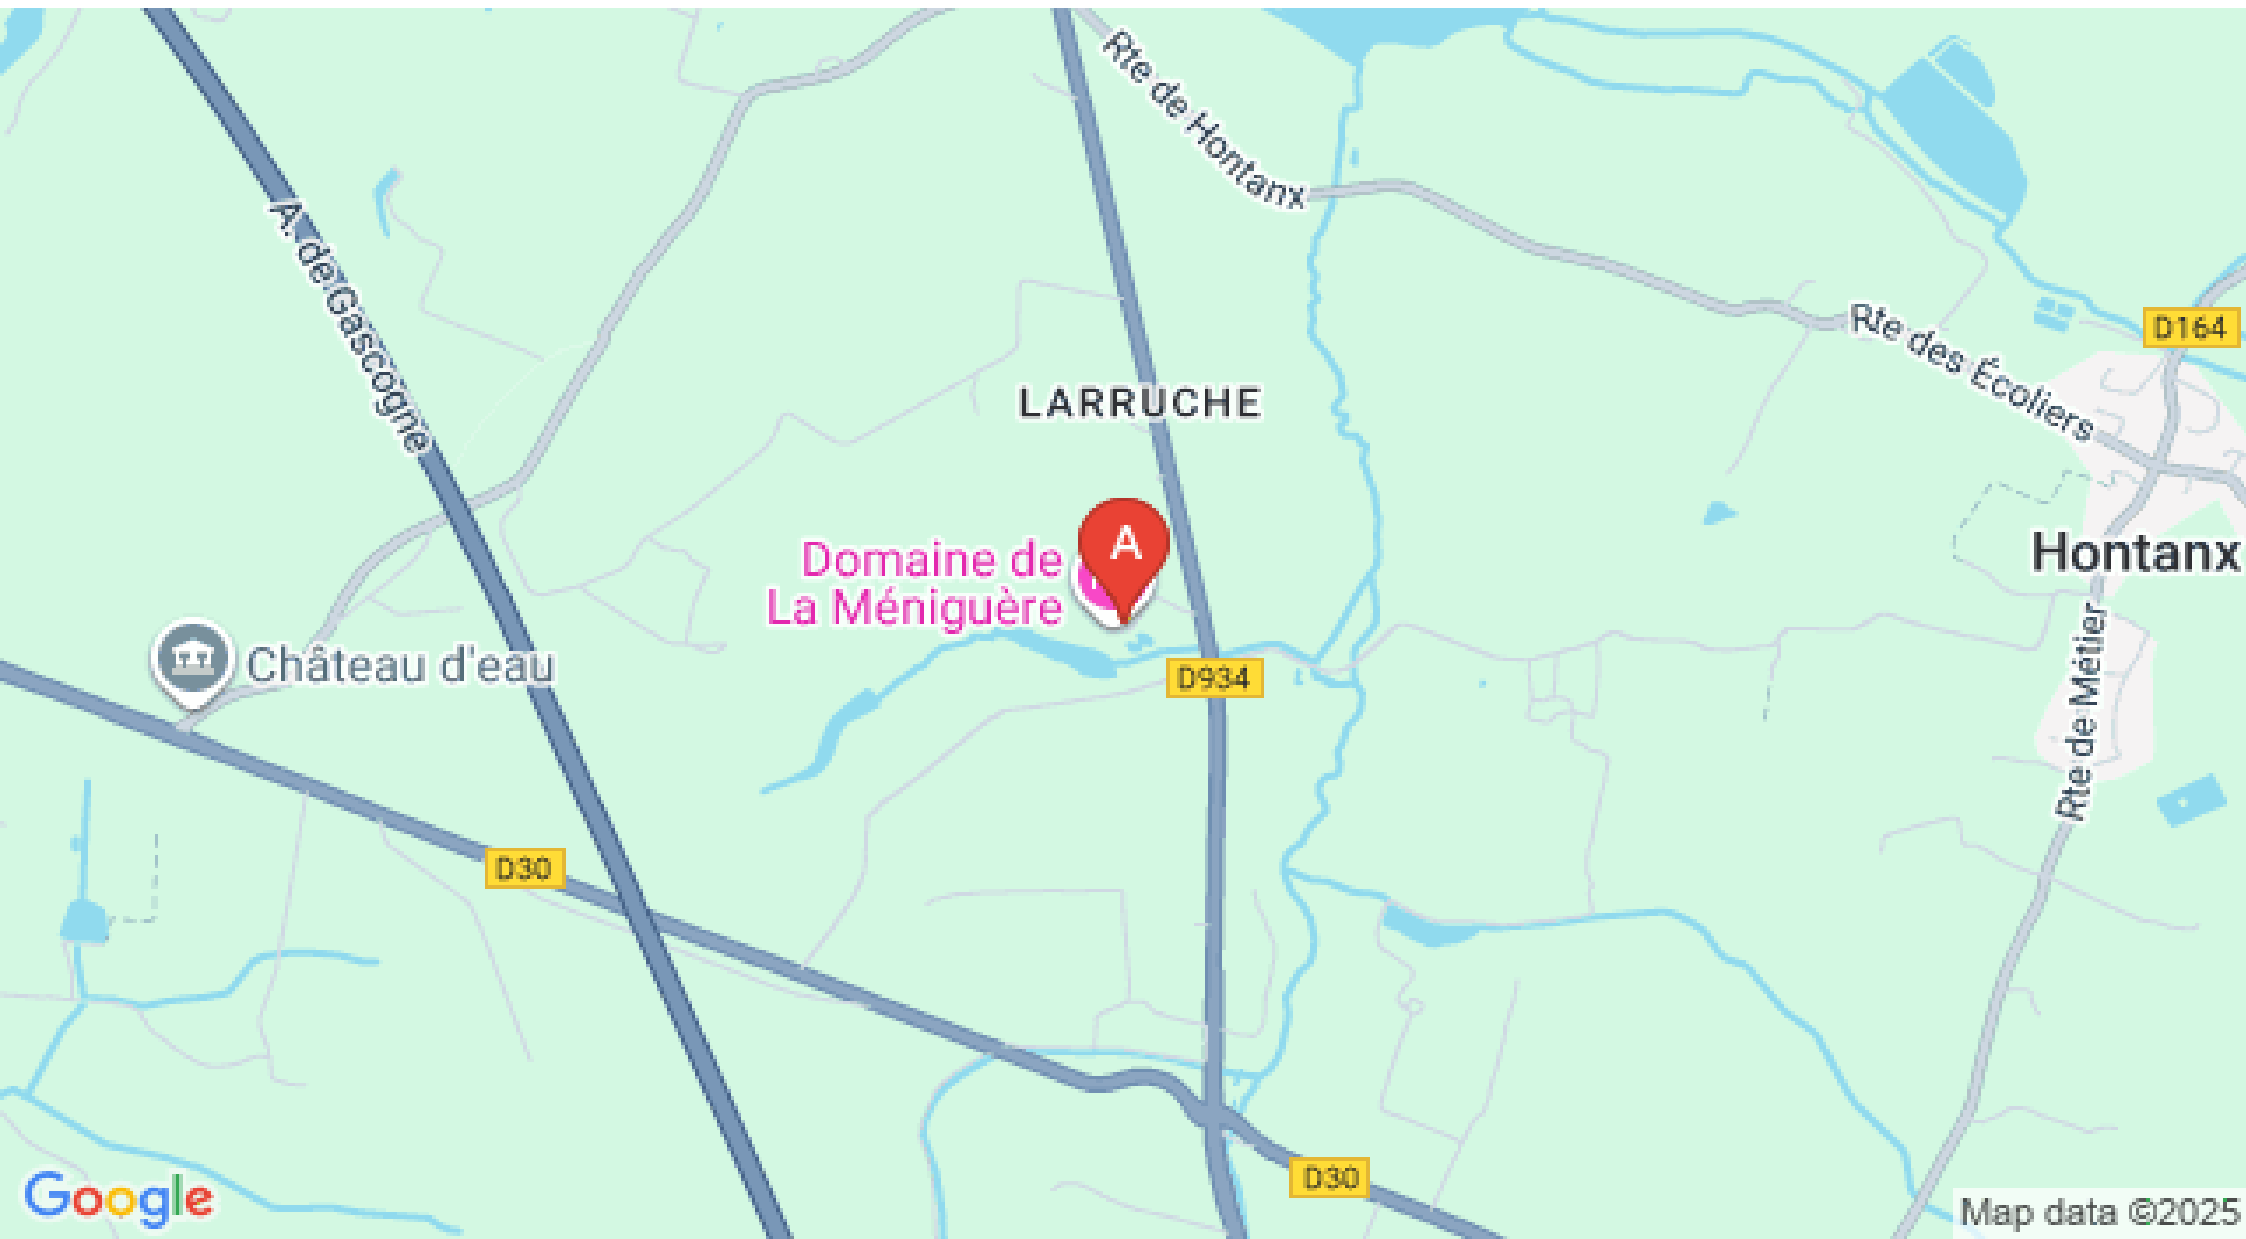 Rte de Hontanx
A. de Gascogne
Rte des Écoliers
D164
LARRUCHE
A
Domaine de
La Méniguère
Hontanx
Château d'eau
D934
Rte de Métier
D30
D30
Google
Map data ©2025